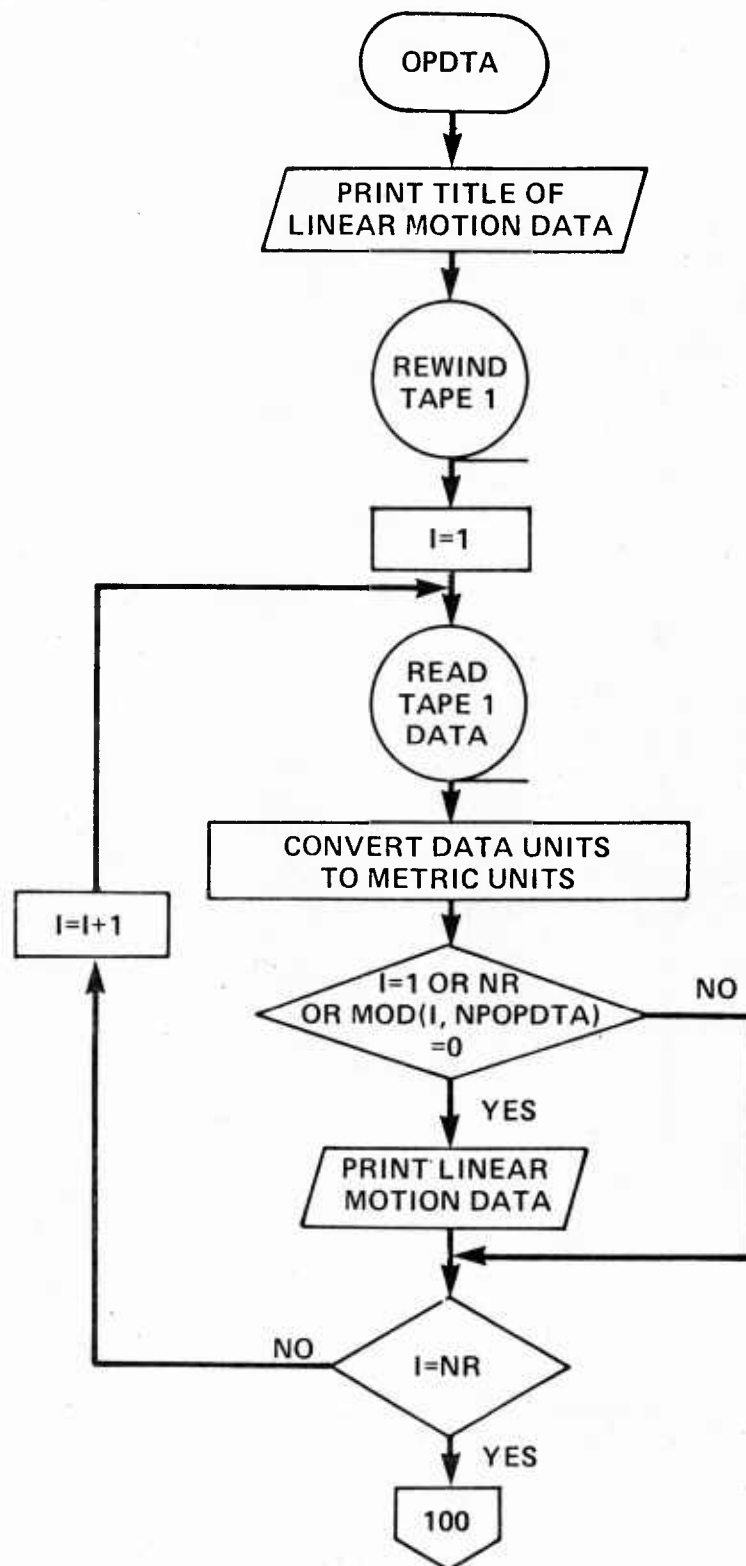 OPDTA
PRINT TITLE OF
LINEAR MOTION DATA
REWIND
TAPE 1
I=1
READ
TAPE 1
DATA
CONVERT DATA UNITS
TO METRIC UNITS
I=I+1
I=1 OR NR
OR MOD(I, NPOPDTA)
=0
NO
YES
PRINT LINEAR
MOTION DATA
NO
I=NR
YES
100